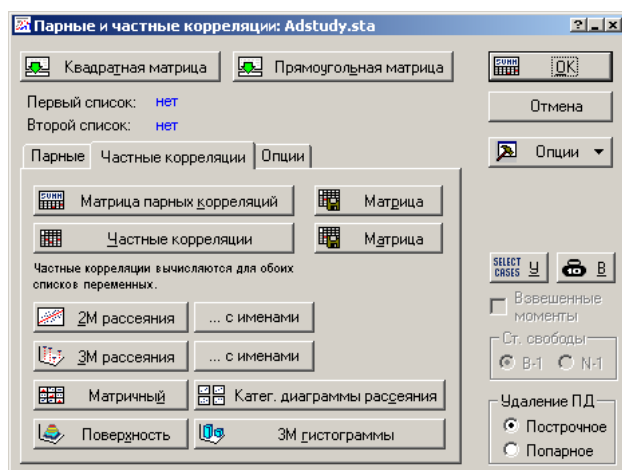 Парные и частные корреляции: Adstudy.sta
Квадратная матрица
Прямоугольная матрица
Первый список: нет
Второй список: нет
Парные
Частные корреляции
Опции
SUMM
Матрица парных корреляций
Матрица
Частные корреляции
Матрица
Частные корреляции вычисляются для обоих
списков переменных.
2М рассеяния
... с именами
3М рассеяния
... с именами
Матричный
Катег. диаграммы рассеяния
Поверхность
3М гистограммы
SUMM
OK
Отмена
Опции
SELECT
CASES
У
В
Взвешенные
моменты
Ст. свободы
В-1
N-1
Удаление ПД
Построчное
Попарное